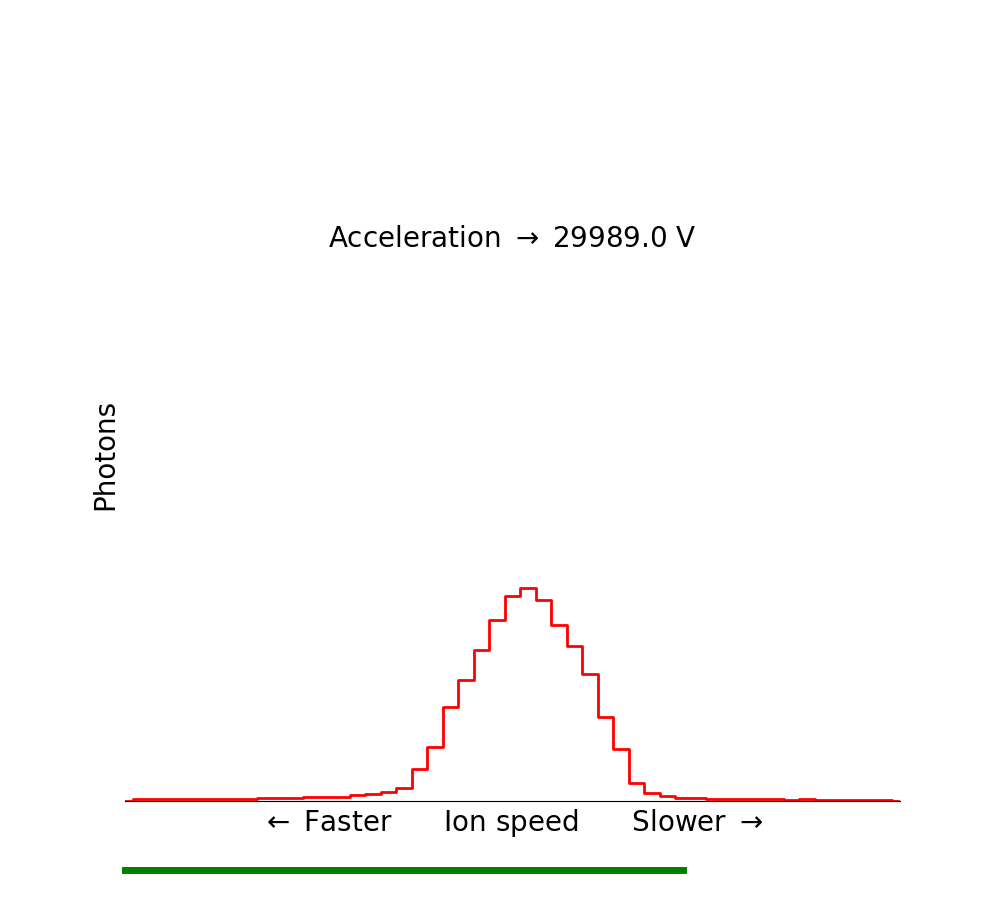 Acceleration → 29989.0 V
Photons
← Faster Ion speed Slower →